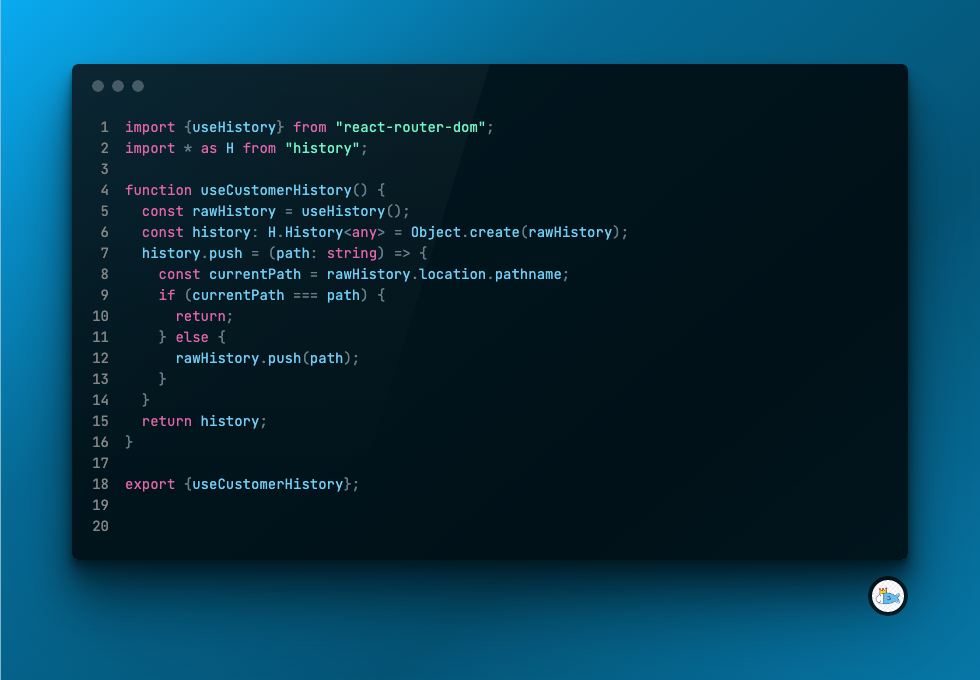 1 import {useHistory} from "react-router-dom";
2 import * as H from "history";
3
4 function useCustomerHistory() {
5   const rawHistory = useHistory();
6   const history: H.History<any> = Object.create(rawHistory);
7   history.push = (path: string) => {
8     const currentPath = rawHistory.location.pathname;
9     if (currentPath === path) {
10       return;
11     } else {
12       rawHistory.push(path);
13     }
14   }
15   return history;
16 }
17
18 export {useCustomerHistory};
19
20